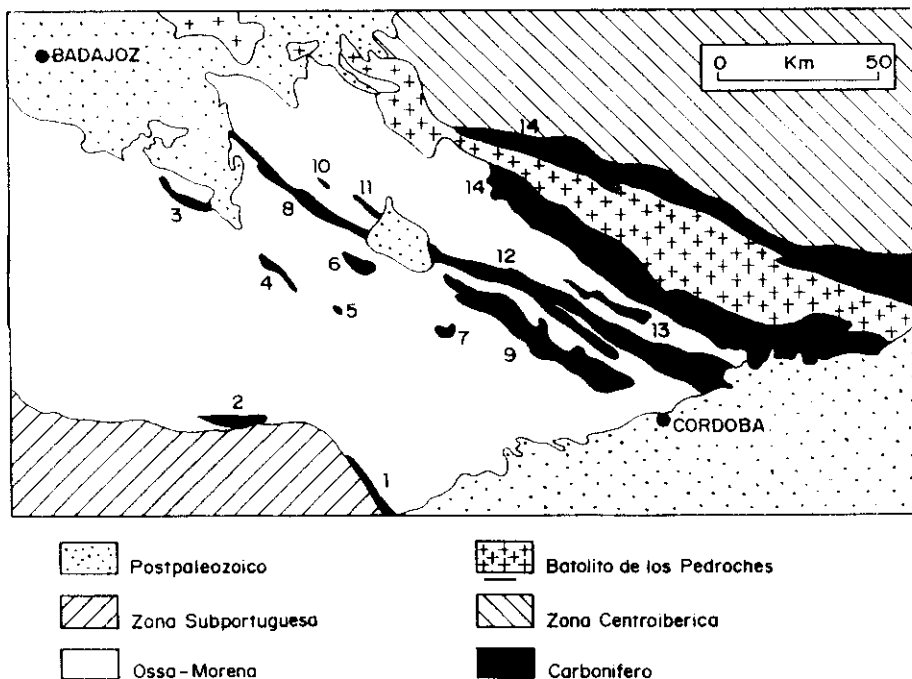 BADAJOZ
0 Km 50
14
10
11
14
3
8
12
6
4
5
13
7
9
2
CORDOBA
1
Postpaleozoico
Batolito de los Pedroches
Zona Subportuguesa
Zona Centroiberica
Ossa-Morena
Carbonifero